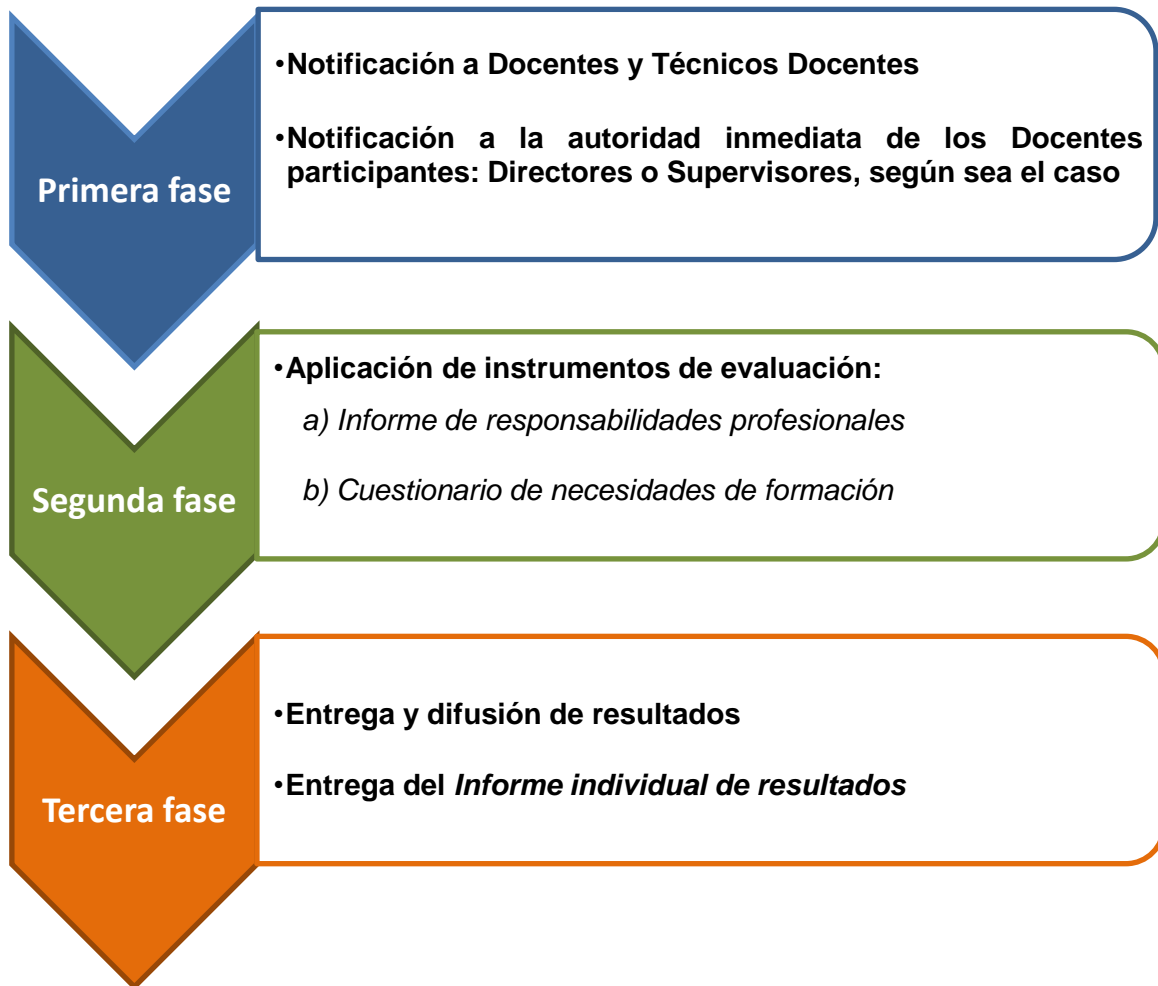 Primera fase
•Notificación a Docentes y Técnicos Docentes
•Notificación a la autoridad inmediata de los Docentes
participantes: Directores o Supervisores, según sea el caso
Segunda fase
•Aplicación de instrumentos de evaluación:
a) Informe de responsabilidades profesionales
b) Cuestionario de necesidades de formación
Tercera fase
•Entrega y difusión de resultados
•Entrega del Informe individual de resultados